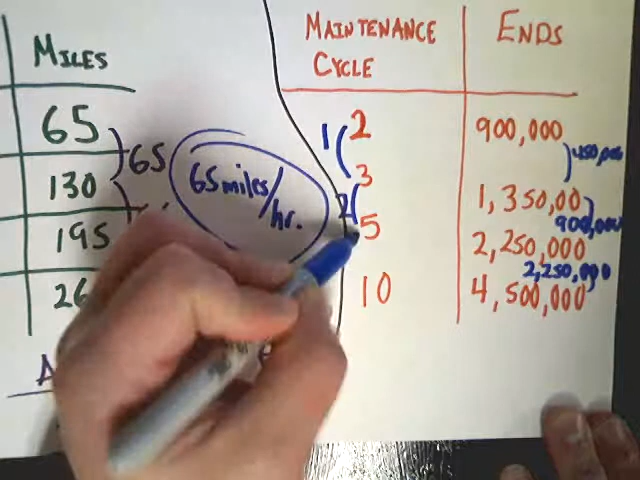 MILES
65
130
195
26
65
65 miles/
hr.
A
MAINTENANCE
CYCLE
ENDS
2
900,000
3
1,350,00
5
2,250,000
10
4,500,000
1
2
450,000
900,000
2,250,000